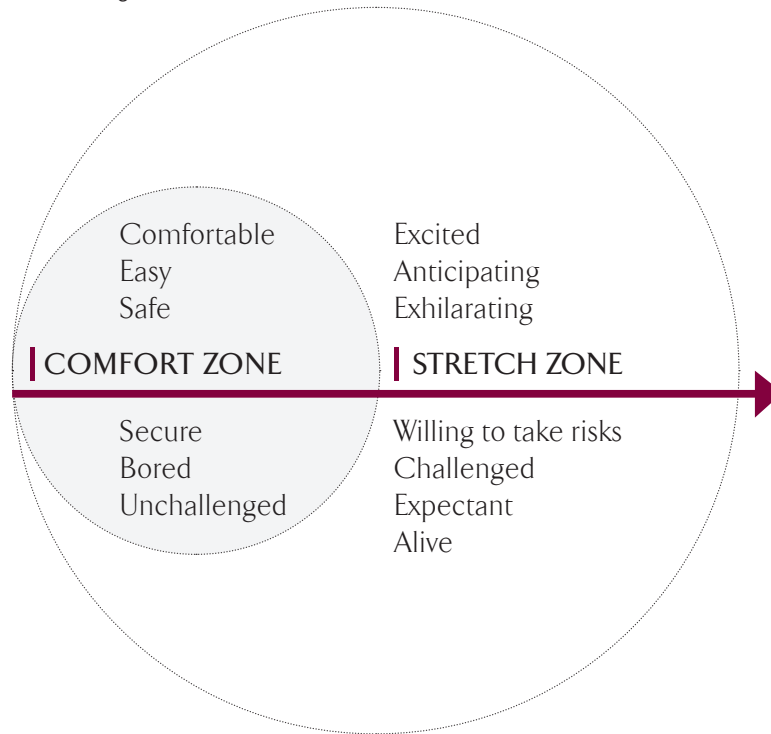 Comfortable
Easy
Safe
Excited
Anticipating
Exhilarating
COMFORT ZONE
STRETCH ZONE
Secure
Bored
Unchallenged
Willing to take risks
Challenged
Expectant
Alive